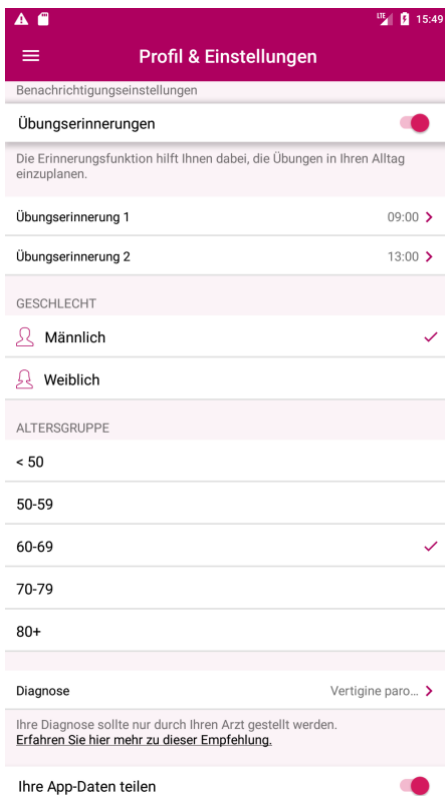 LTE 15:49
Profil & Einstellungen
Benachrichtigungseinstellungen
Übungserinnerungen
Die Erinnerungsfunktion hilft Ihnen dabei, die Übungen in Ihren Alltag
einzuplanen.
Übungserinnerung 1 09:00
Übungserinnerung 2 13:00
GESCHLECHT
Männlich
Weiblich
ALTERSGRUPPE
< 50
50-59
60-69
70-79
80+
Diagnose Vertigine paro...
Ihre Diagnose sollte nur durch Ihren Arzt gestellt werden.
Erfahren Sie hier mehr zu dieser Empfehlung.
Ihre App-Daten teilen